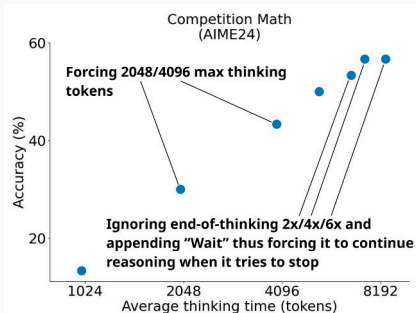 Competition Math
(AIME24)
60
Forcing 2048/4096 max thinking
tokens
40
Accuracy (%)
Ignoring end-of-thinking 2x/4x/6x and
appending “Wait” thus forcing it to continue
reasoning when it tries to stop
20
1024 2048 4096 8192
Average thinking time (tokens)